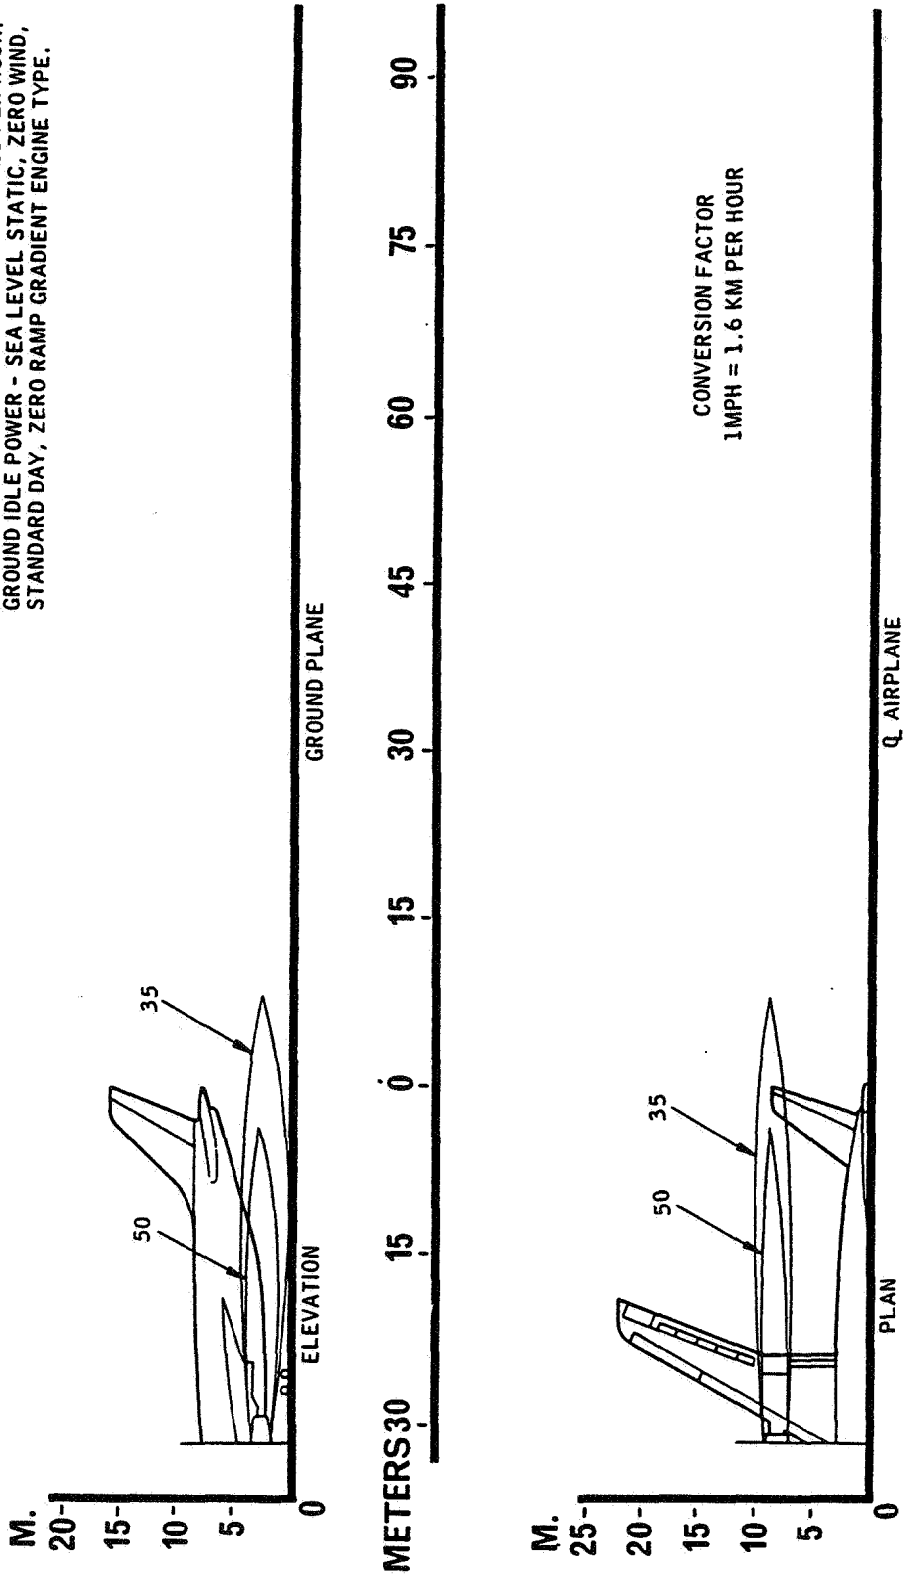 GROUND IDLE POWER - SEA LEVEL STATIC, ZERO WIND,
STANDARD DAY, ZERO RAMP GRADIENT ENGINE TYPE.
M.
20-
15-
10-
5-
0
50
35
ELEVATION
GROUND PLANE
METERS 30 15 0 15 30 45 60 75 90
CONVERSION FACTOR
1MPH = 1.6 KM PER HOUR
M.
25-
20-
15-
10-
5-
0
50
35
PLAN
℄ AIRPLANE